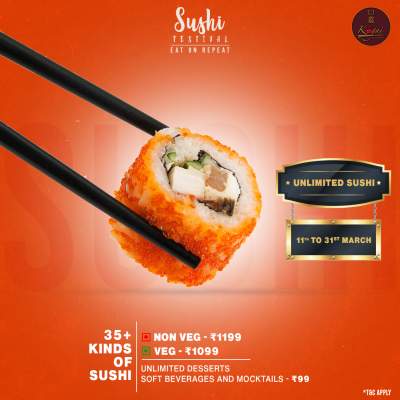 Sushi
FESTIVAL
EAT ON REPEAT
SUSHI
UNLIMITED SUSHI
11TH TO 31ST MARCH
35+
KINDS
OF
SUSHI
NON VEG - ₹1199
VEG - ₹1099
UNLIMITED DESSERTS
SOFT BEVERAGES AND MOCKTAILS - ₹99
*T&C APPLY